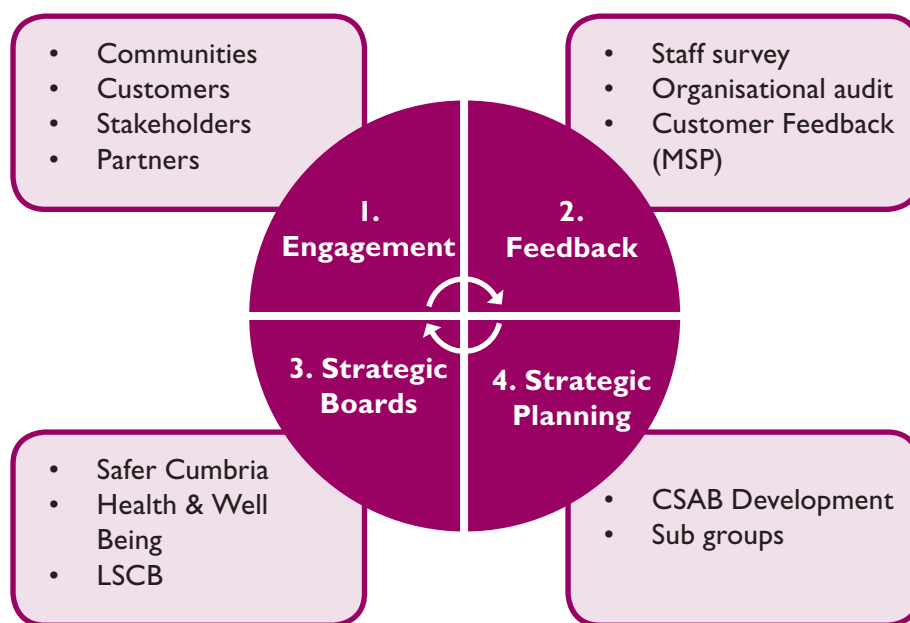 • Communities
• Customers
• Stakeholders
• Partners
• Staff survey
• Organisational audit
• Customer Feedback
(MSP)
1.
Engagement
2.
Feedback
3. Strategic
Boards
4. Strategic
Planning
• Safer Cumbria
• Health & Well
Being
• LSCB
• CSAB Development
• Sub groups